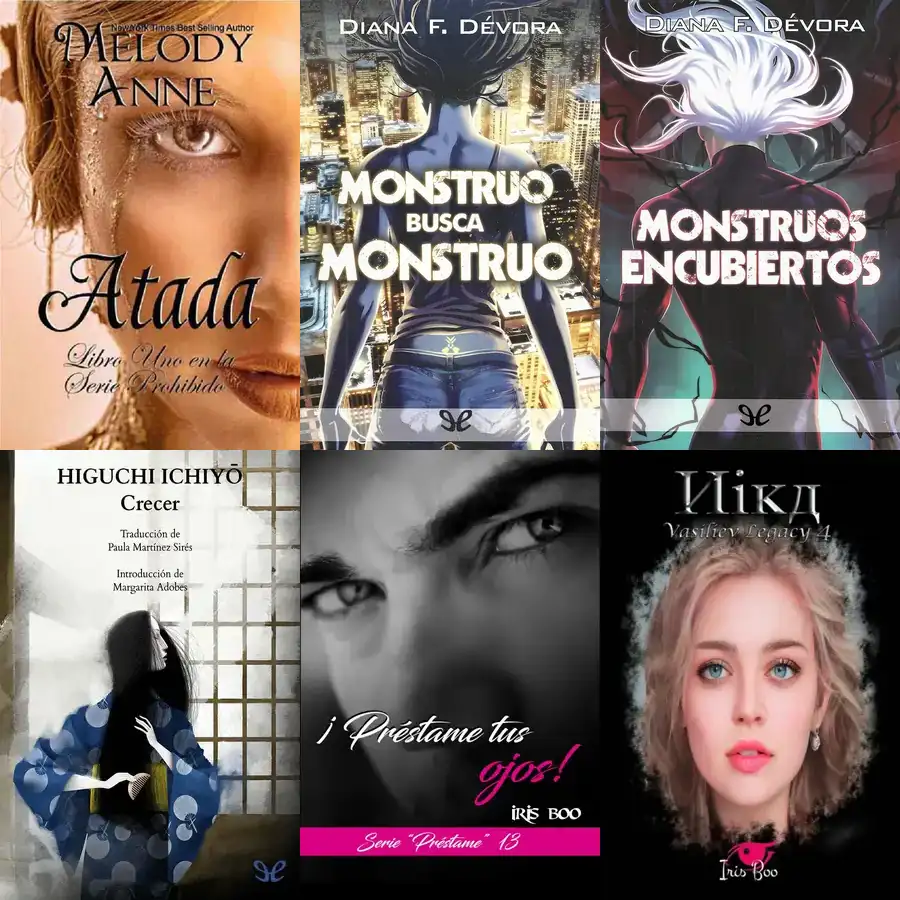 New York Times Best Selling Author
MELODY
ANNE
Atada
Libro Uno en la
Serie Prohibido
DIANA F. DÉVORA
MONSTRUO
BUSCA
MONSTRUO
DIANA F. DÉVORA
MONSTRUOS
ENCUBIERTOS
HIGUCHI ICHIYŌ
Crecer
Traducción de
Paula Martínez Sirés
Introducción de
Margarita Adobes
¡ Préstame tus
ojos!
IRIS BOO
Serie "Préstame" 13
Иikд
Vasiliev Legacy 4
Iris Boo